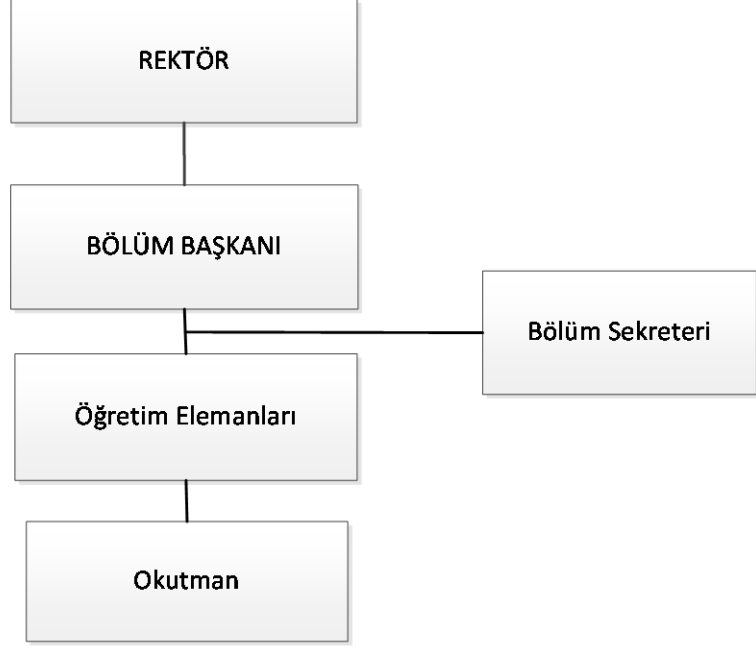 REKTÖR
BÖLÜM BAŞKANI
Bölüm Sekreteri
Öğretim Elemanları
Okutman